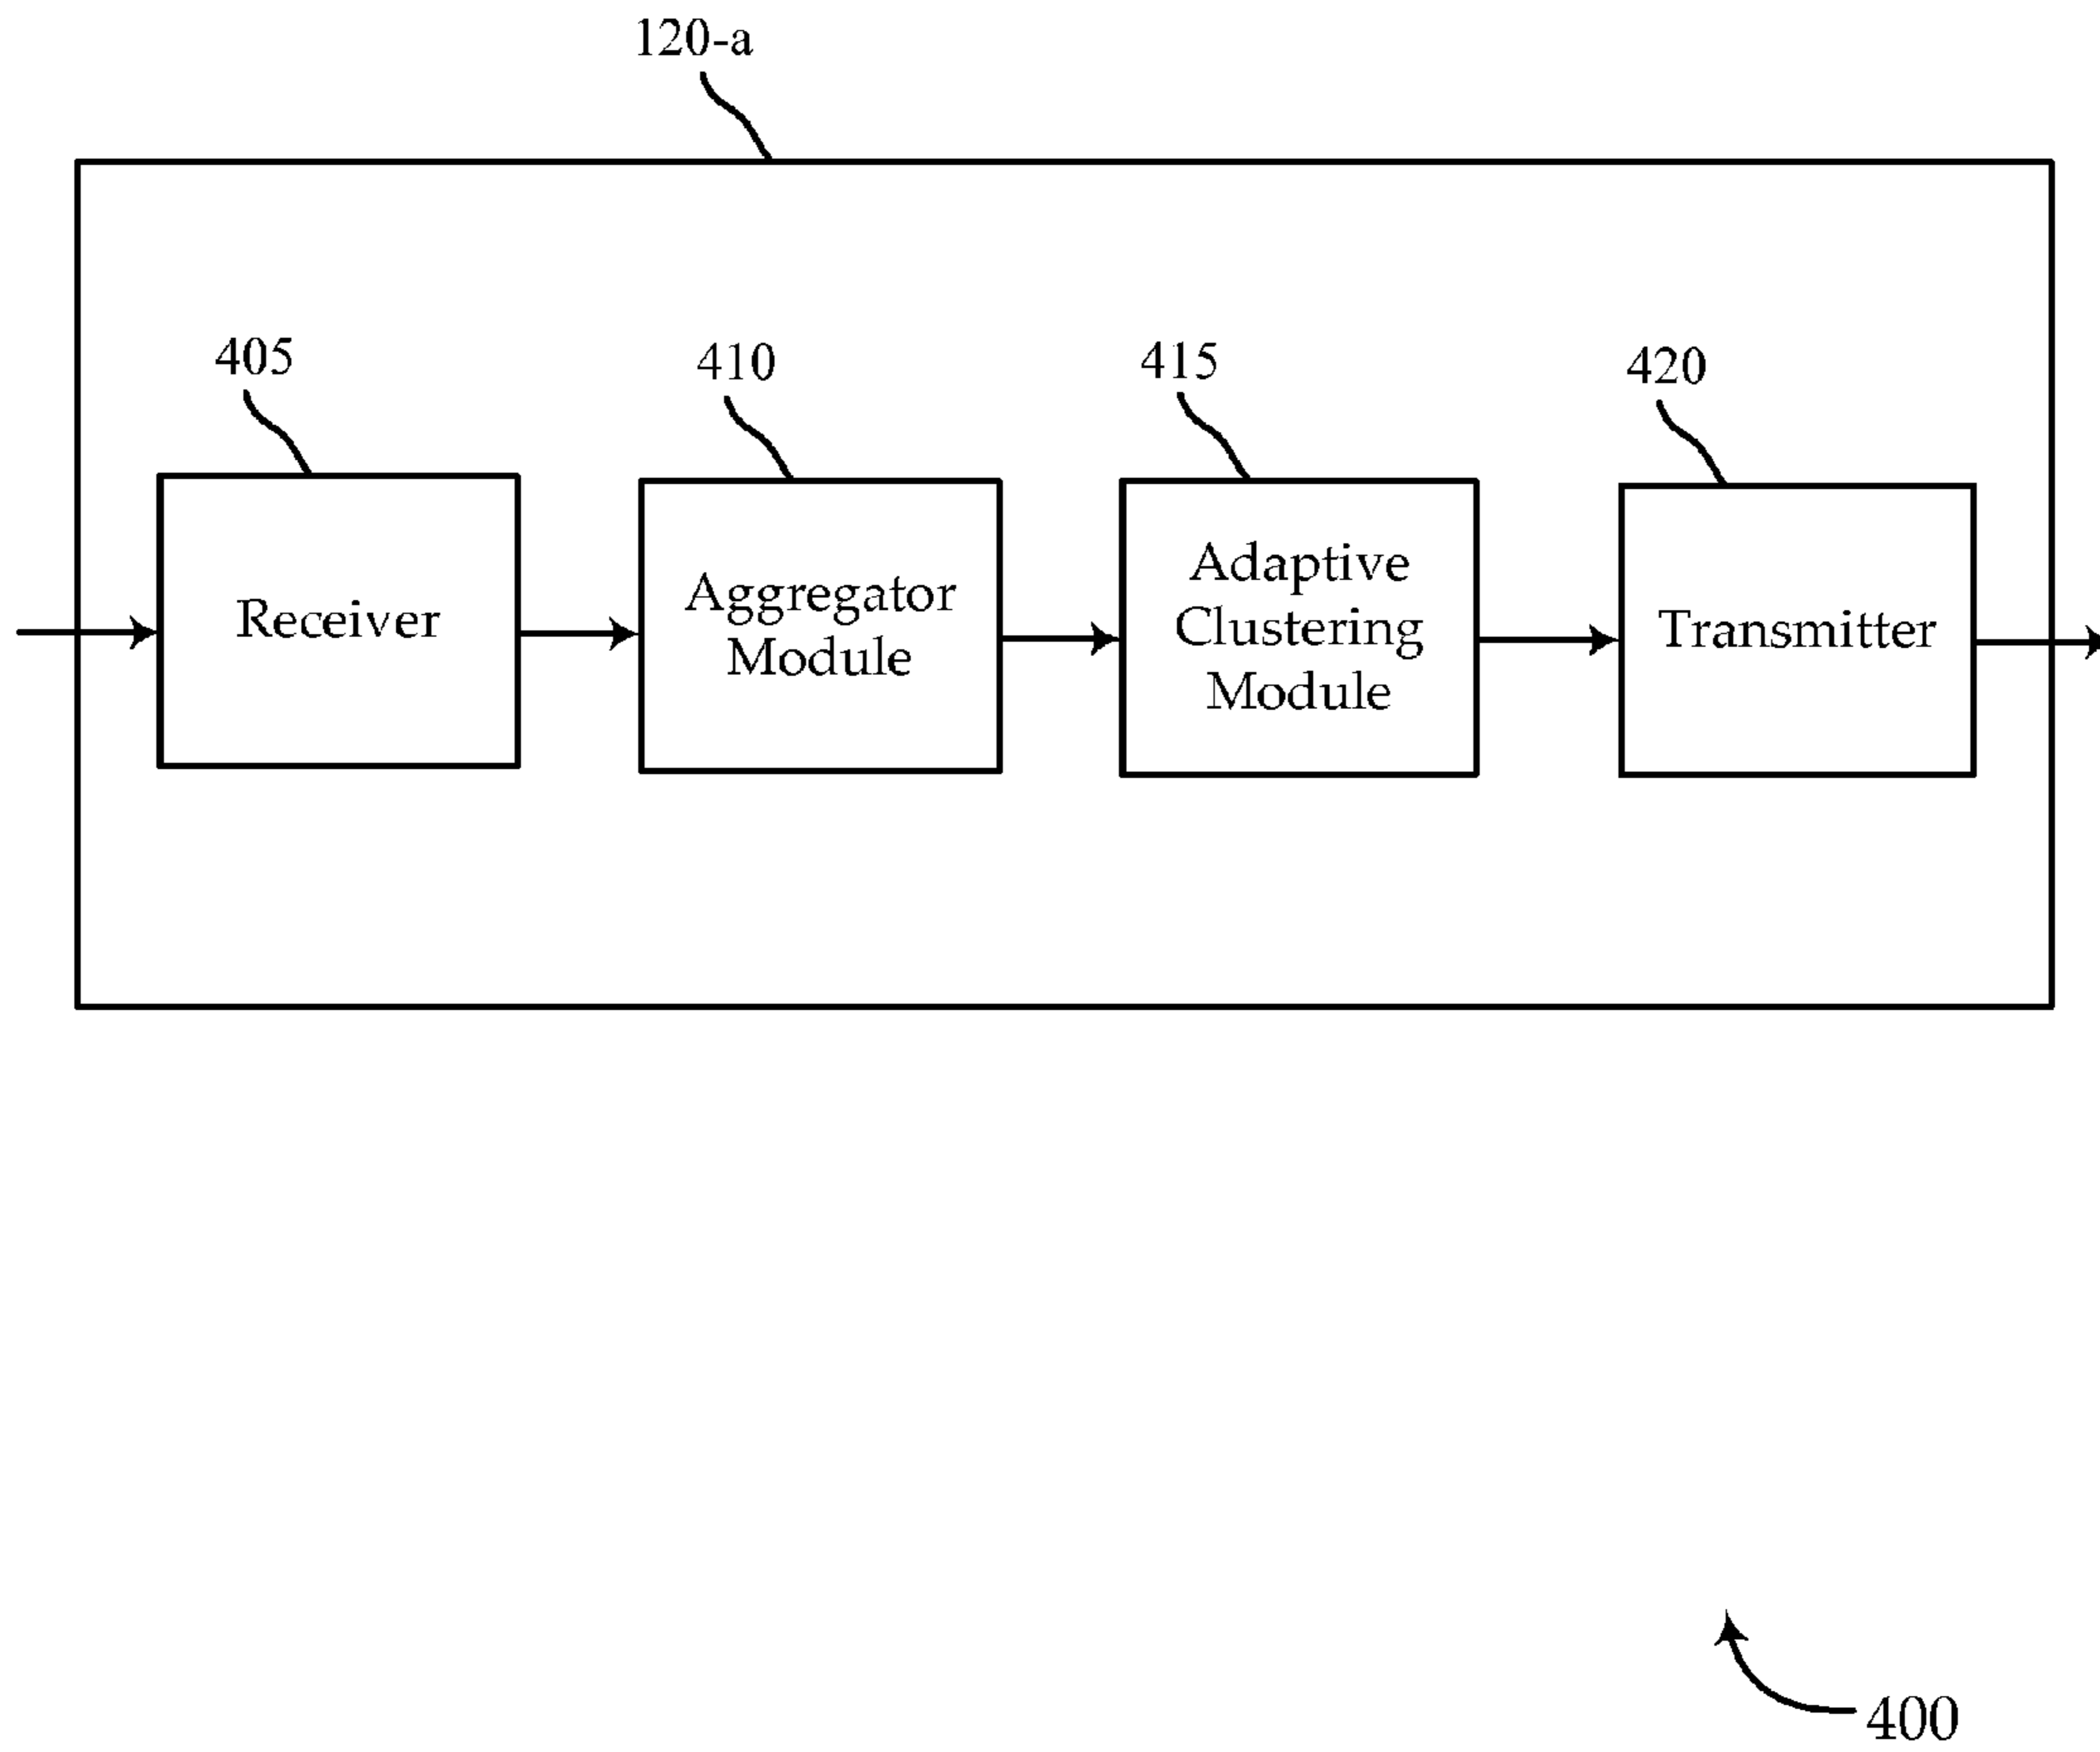 120-a
405
410
415
420
Receiver
Aggregator
Module
Adaptive
Clustering
Module
Transmitter
400